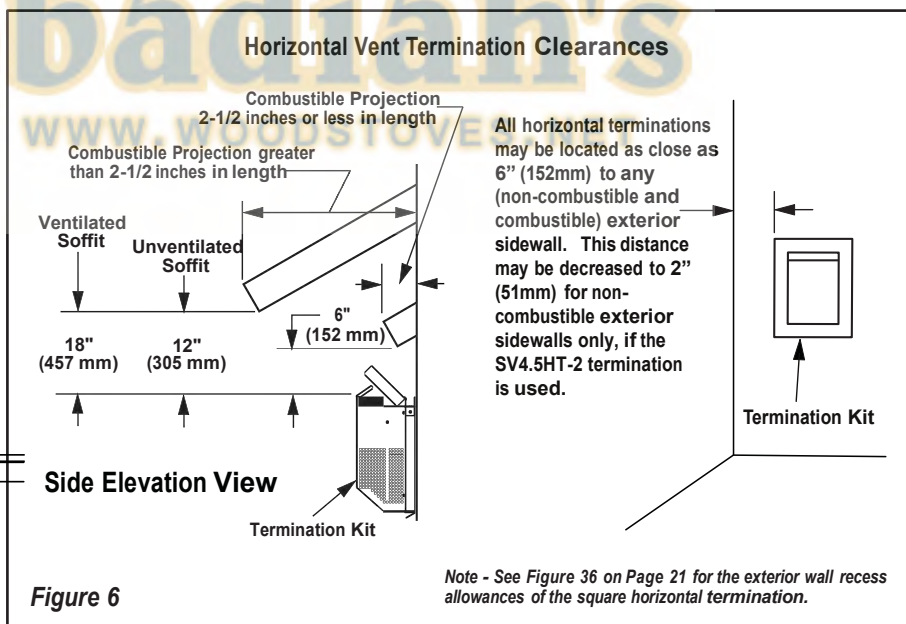 badian's
WWW.WOODSTOVES.NET
Horizontal Vent Termination Clearances
Combustible Projection
2-1/2 inches or less in length
Combustible Projection greater
than 2-1/2 inches in length
Ventilated
Soffit
Unventilated
Soffit
18"
(457 mm)
12"
(305 mm)
6"
(152 mm)
Side Elevation View
Termination Kit
All horizontal terminations
may be located as close as
6” (152mm) to any
(non-combustible and
combustible) exterior
sidewall. This distance
may be decreased to 2”
(51mm) for non-
combustible exterior
sidewalls only, if the
SV4.5HT-2 termination
is used.
Termination Kit
Figure 6
Note - See Figure 36 on Page 21 for the exterior wall recess
allowances of the square horizontal termination.